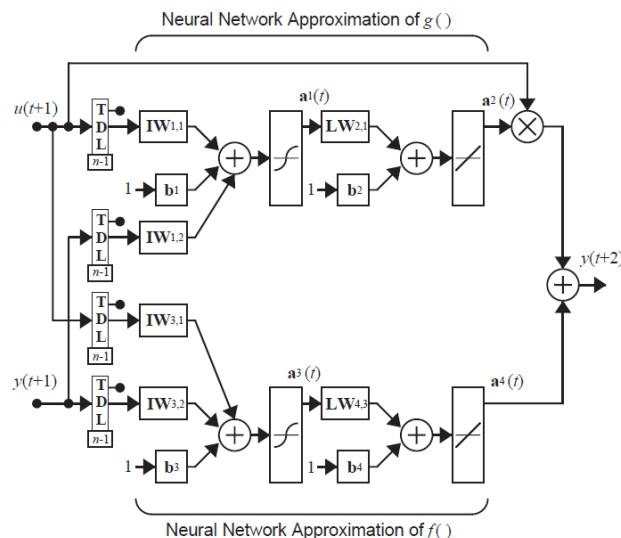 Neural Network Approximation of g ( )
u(t+1)
T
D
L
n-1
IW1,1
1
b1
a1(t)
LW2,1
1
b2
a2(t)
T
D
L
n-1
IW1,2
y(t+2)
T
D
L
n-1
IW3,1
y(t+1)
T
D
L
n-1
IW3,2
1
b3
a3(t)
LW4,3
1
b4
a4(t)
Neural Network Approximation of f ( )